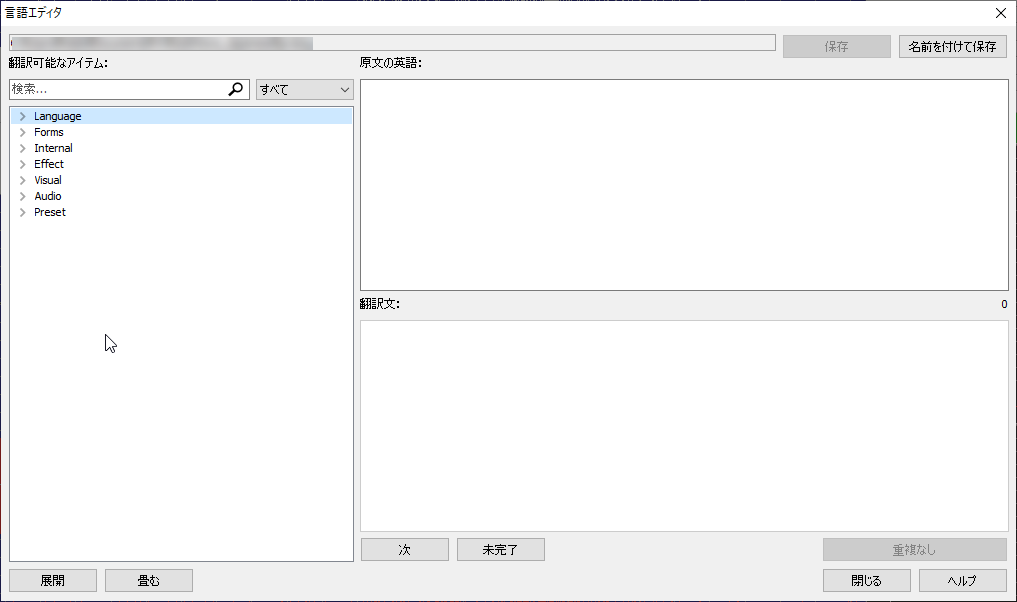 言語エディタ
保存
名前を付けて保存
翻訳可能なアイテム:
原文の英語:
検索...
すべて
Language
Forms
Internal
Effect
Visual
Audio
Preset
翻訳文:
0
次
未完了
重複なし
展開
畳む
閉じる
ヘルプ